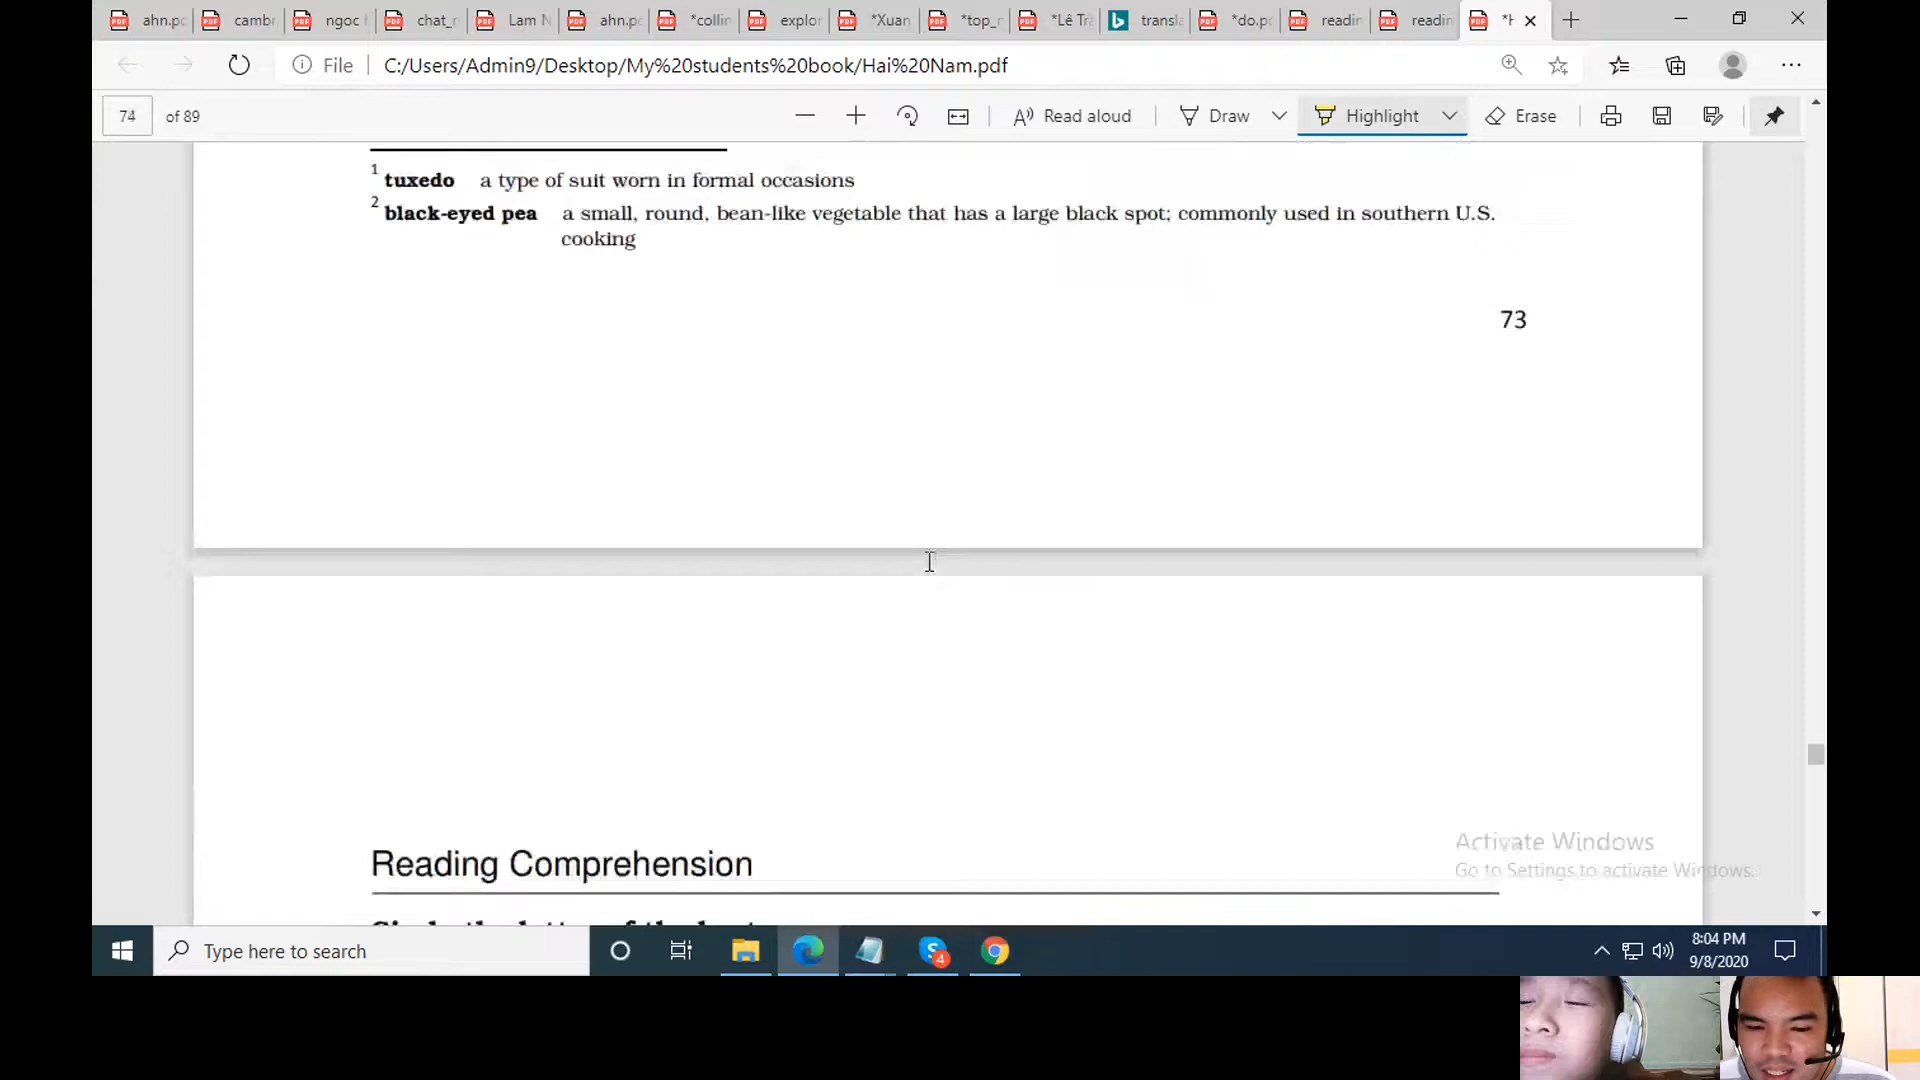 ahn.pc
cambr
ngoc
chat_r
Lam N
ahn.pc
*collin
explor
*Xuan
*top_n
*Lê Trà
transla
*do.pc
readin
readin
*H
File
C:/Users/Admin9/Desktop/My%20students%20book/Hai%20Nam.pdf
74 of 89
Read aloud
Draw
Highlight
Erase
1 tuxedo a type of suit worn in formal occasions
2 black-eyed pea a small, round, bean-like vegetable that has a large black spot; commonly used in southern U.S.
cooking
73
Reading Comprehension
Activate Windows
Go to Settings to activate Windows.
Type here to search
4
8:04 PM
9/8/2020